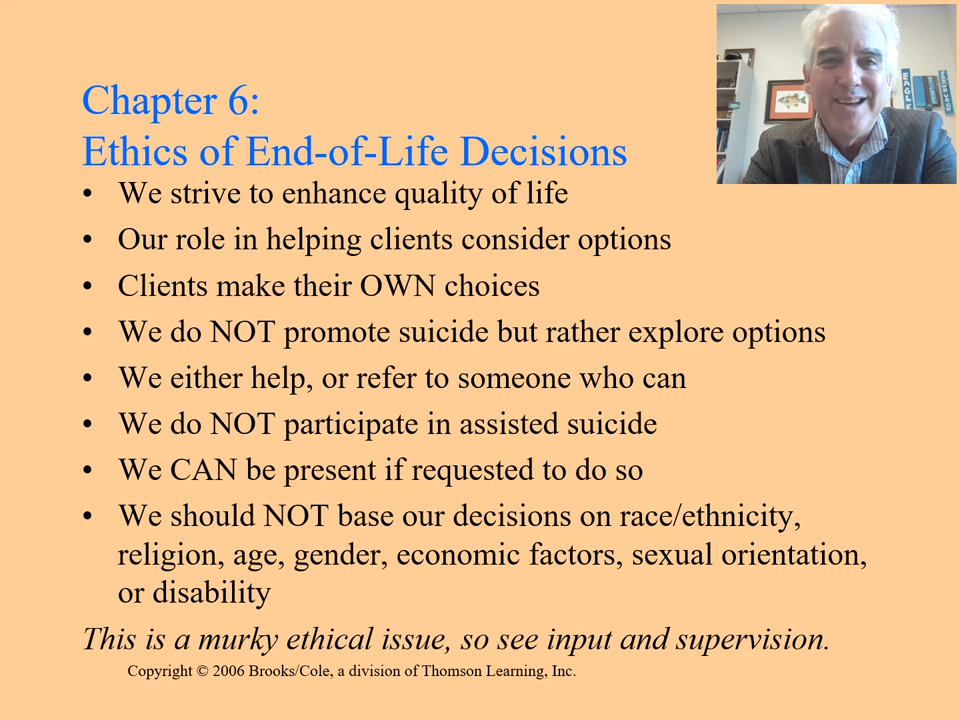 Chapter 6:
Ethics of End-of-Life Decisions
• We strive to enhance quality of life
• Our role in helping clients consider options
• Clients make their OWN choices
• We do NOT promote suicide but rather explore options
• We either help, or refer to someone who can
• We do NOT participate in assisted suicide
• We CAN be present if requested to do so
• We should NOT base our decisions on race/ethnicity,
religion, age, gender, economic factors, sexual orientation,
or disability
This is a murky ethical issue, so see input and supervision.
Copyright © 2006 Brooks/Cole, a division of Thomson Learning, Inc.